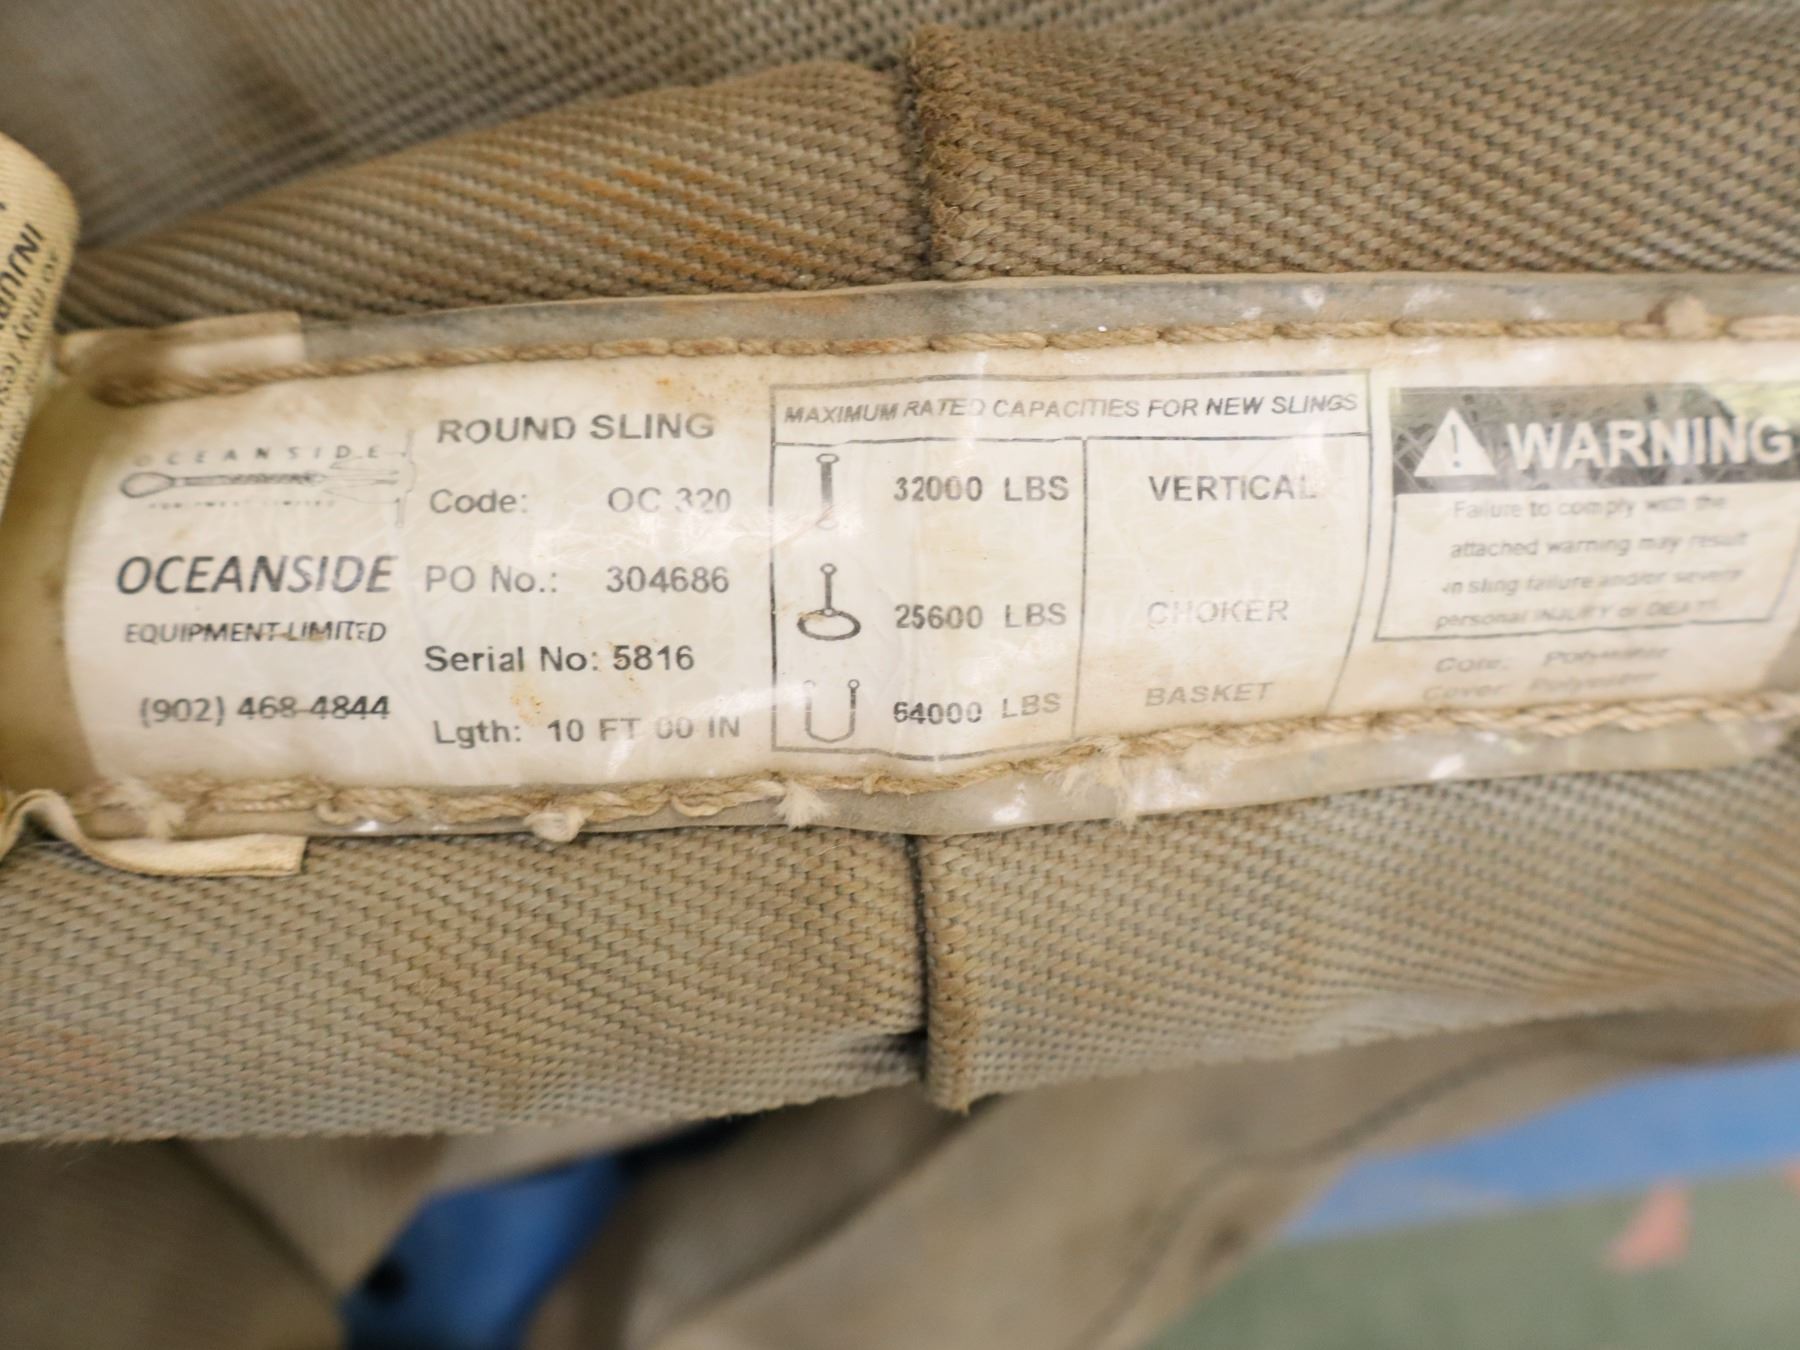 OCEANSIDE
EQUIPMENT LIMITED
OCEANSIDE
EQUIPMENT LIMITED
(902) 468-4844
ROUND SLING
Code: OC 320
PO No.: 304686
Serial No: 5816
Lgth: 10 FT 00 IN
MAXIMUM RATED CAPACITIES FOR NEW SLINGS
32000 LBS VERTICAL
25600 LBS CHOKER
64000 LBS BASKET
WARNING
Failure to comply with the
attached warning may result
in sling failure and/or severe
personal INJURY or DEATH
Core: Polyester
Cover: Polyester